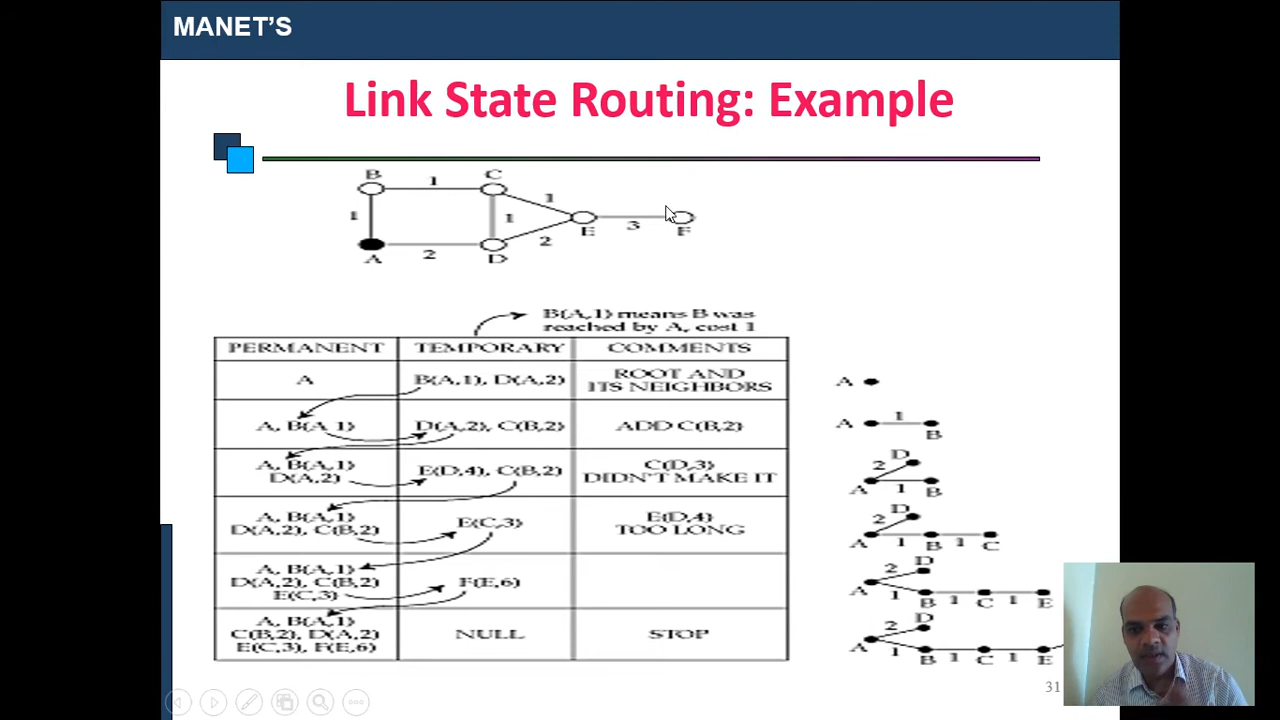 MANET'S
Link State Routing: Example
B 1 C
1 1 1 E 3 F
A 2 D 2
B(A,1) means B was
reached by A, cost 1
PERMANENT TEMPORARY COMMENTS
A B(A,1), D(A,2) ROOT AND
ITS NEIGHBORS
A, B(A,1) D(A,2), C(B,2) ADD C(B,2)
A, B(A,1)
D(A,2) E(D,4), C(B,2) C(D,3)
DIDN'T MAKE IT
A, B(A,1)
D(A,2), C(B,2) E(C,3) E(D,4)
TOO LONG
A, B(A,1)
D(A,2), C(B,2)
E(C,3) F(E,6)
A, B(A,1)
C(B,2), D(A,2)
E(C,3), F(E,6) NULL STOP
A
A 1 B
D
2
A 1 B
D
2
A 1 B 1 C
D
A 2
1 B 1 C 1 E
D
A 2
1 B 1 C 1 E
31